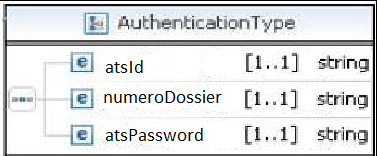 AuthenticationType
e atsId [1..1] string
e numeroDossier [1..1] string
e atsPassword [1..1] string